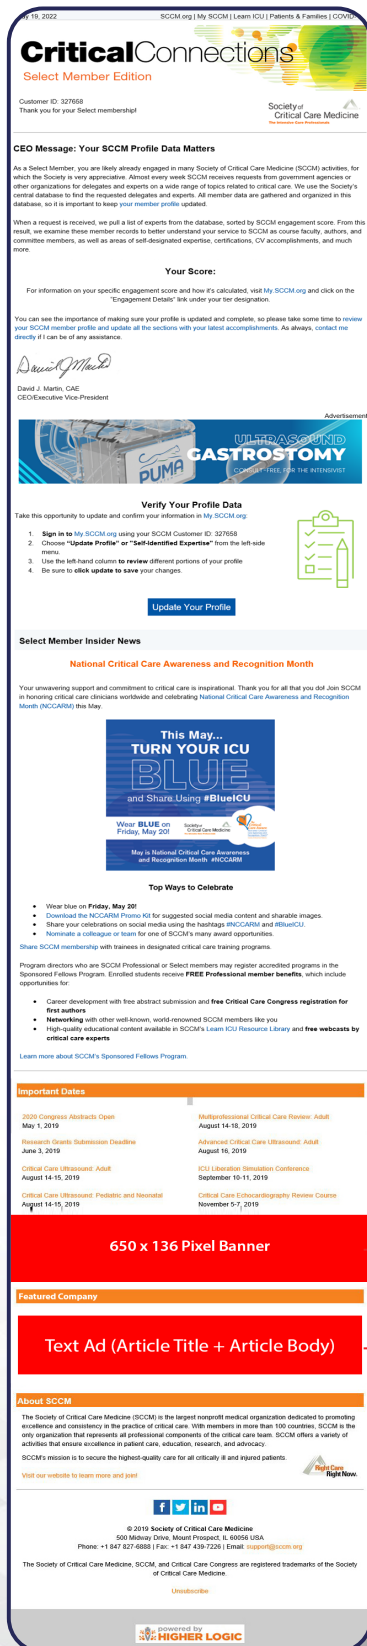 y 19, 2022
SCCM.org | My SCCM | Learn ICU | Patients & Families | COVID-
CriticalConnections
Select Member Edition
Customer ID: 327658
Thank you for your Select membership!
Society of
Critical Care Medicine
The Intensive Care Professionals
CEO Message: Your SCCM Profile Data Matters
As a Select Member, you are likely already engaged in many Society of Critical Care Medicine (SCCM) activities, for
which the Society is very appreciative. Almost every week SCCM receives requests from government agencies or
other organizations for delegates and experts on a wide range of topics related to critical care. We use the Society's
central database to find the requested delegates and experts. All member data are gathered and organized in this
database, so it is important to keep your member profile updated.
When a request is received, we pull a list of experts from the database, sorted by SCCM engagement score. From this
result, we examine these member records to better understand your service to SCCM as course faculty, authors, and
committee members, as well as areas of self-designated expertise, certifications, CV accomplishments, and much
more.
Your Score:
For information on your specific engagement score and how it's calculated, visit My.SCCM.org and click on the
"Engagement Details" link under your tier designation.
You can see the importance of making sure your profile is updated and complete, so please take some time to review
your SCCM member profile and update all the sections with your latest accomplishments. As always, contact me
directly if I can be of any assistance.
David J. Martin
David J. Martin, CAE
CEO/Executive Vice-President
Advertisement
PUMA
ULTRASOUND
GASTROSTOMY
CONSULT-FREE, FOR THE INTENSIVIST
Verify Your Profile Data
Take this opportunity to update and confirm your information in My.SCCM.org:
1. Sign in to My.SCCM.org using your SCCM Customer ID: 327658
2. Choose "Update Profile" or "Self-Identified Expertise" from the left-side
menu.
3. Use the left-hand column to review different portions of your profile
4. Be sure to click update to save your changes.
Update Your Profile
Select Member Insider News
National Critical Care Awareness and Recognition Month
Your unwavering support and commitment to critical care is inspirational. Thank you for all that you do! Join SCCM
in honoring critical care clinicians worldwide and celebrating National Critical Care Awareness and Recognition
Month (NCCARM) this May.
This May...
TURN YOUR ICU
BLUE
and Share Using #BlueICU
Wear BLUE on
Friday, May 20!
Society of
Critical Care Medicine
May is National Critical Care Awareness
and Recognition Month #NCCARM
Top Ways to Celebrate
• Wear blue on Friday, May 20!
• Download the NCCARM Promo Kit for suggested social media content and sharable images.
• Share your celebrations on social media using the hashtags #NCCARM and #BlueICU.
• Nominate a colleague or team for one of SCCM's many award opportunities.
Share SCCM membership with trainees in designated critical care training programs.
Program directors who are SCCM Professional or Select members may register accredited programs in the
Sponsored Fellows Program. Enrolled students receive FREE Professional member benefits, which include
opportunities for:
• Career development with free abstract submission and free Critical Care Congress registration for
first authors
• Networking with other well-known, world-renowned SCCM members like you
• High-quality educational content available in SCCM's Learn ICU Resource Library and free webcasts by
critical care experts
Learn more about SCCM's Sponsored Fellows Program.
Important Dates
2020 Congress Abstracts Open
May 1, 2019
Research Grants Submission Deadline
June 3, 2019
Critical Care Ultrasound: Adult
August 14-15, 2019
Critical Care Ultrasound: Pediatric and Neonatal
August 14-15, 2019
Multiprofessional Critical Care Review: Adult
August 14-18, 2019
Advanced Critical Care Ultrasound: Adult
August 16, 2019
ICU Liberation Simulation Conference
September 10-11, 2019
Critical Care Echocardiography Review Course
November 5-7, 2019
650 x 136 Pixel Banner
Featured Company
Text Ad (Article Title + Article Body)
About SCCM
The Society of Critical Care Medicine (SCCM) is the largest nonprofit medical organization dedicated to promoting
excellence and consistency in the practice of critical care. With members in more than 100 countries, SCCM is the
only organization that represents all professional components of the critical care team. SCCM offers a variety of
activities that ensure excellence in patient care, education, research, and advocacy.
SCCM's mission is to secure the highest-quality care for all critically ill and injured patients.
Visit our website to learn more and join!
Right Care
Right Now.
© 2019 Society of Critical Care Medicine
500 Midway Drive, Mount Prospect, IL 60056 USA
Phone: +1 847 827-6888 | Fax: +1 847 439-7226 | Email: support@sccm.org
The Society of Critical Care Medicine, SCCM, and Critical Care Congress are registered trademarks of the Society
of Critical Care Medicine.
Unsubscribe
powered by
HIGHER LOGIC